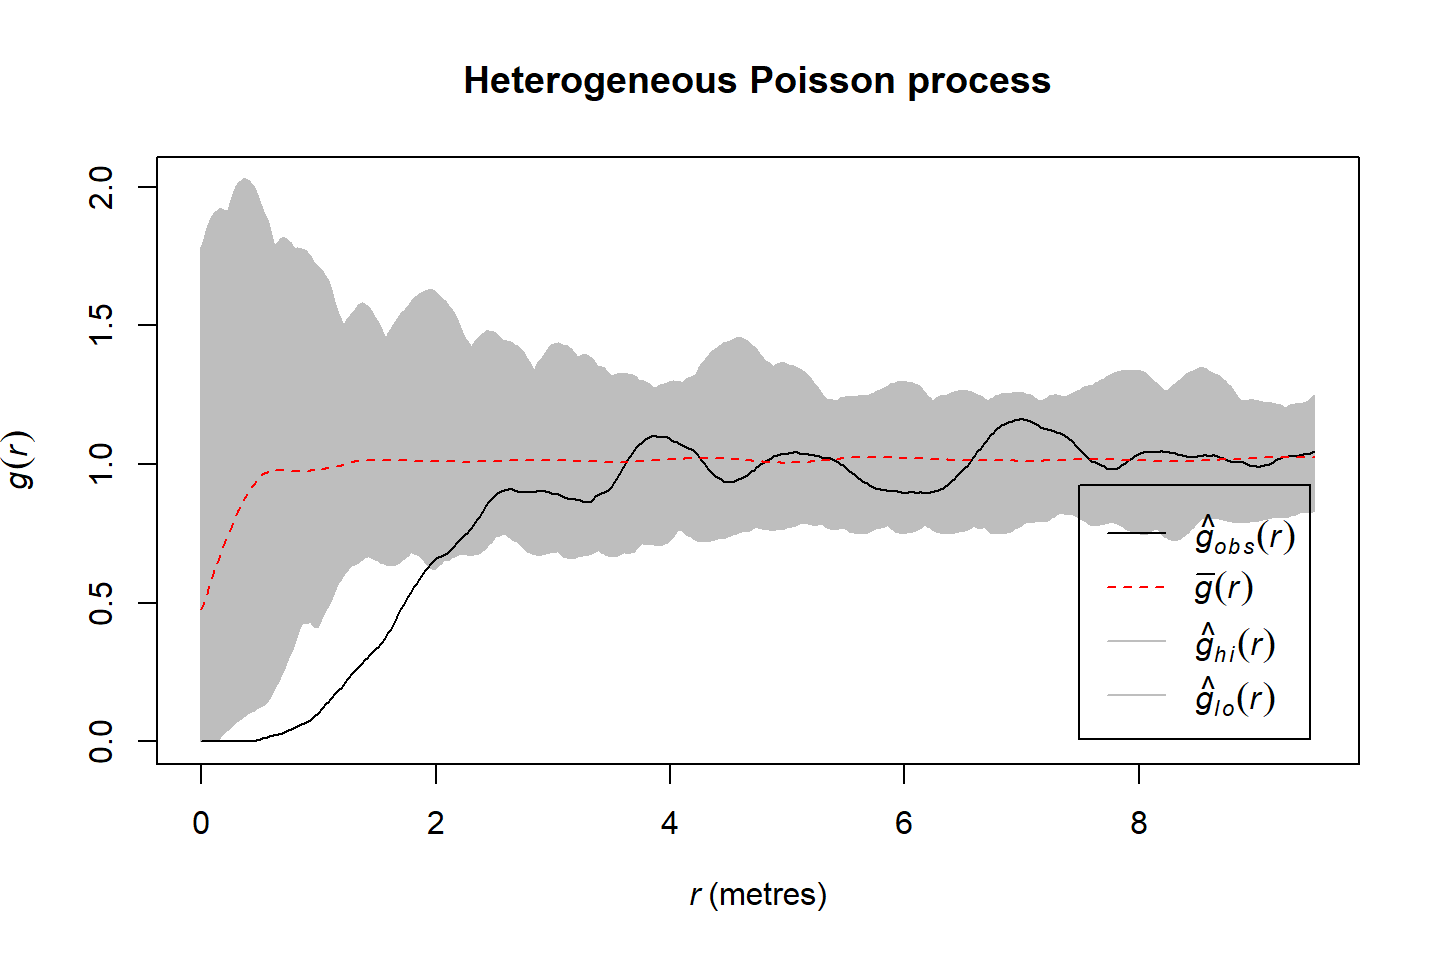 Heterogeneous Poisson process
g(r)
2.0
1.5
1.0
0.5
0.0
ĝobs(r)
g̅(r)
ĝhi(r)
ĝlo(r)
0 2 4 6 8
r (metres)